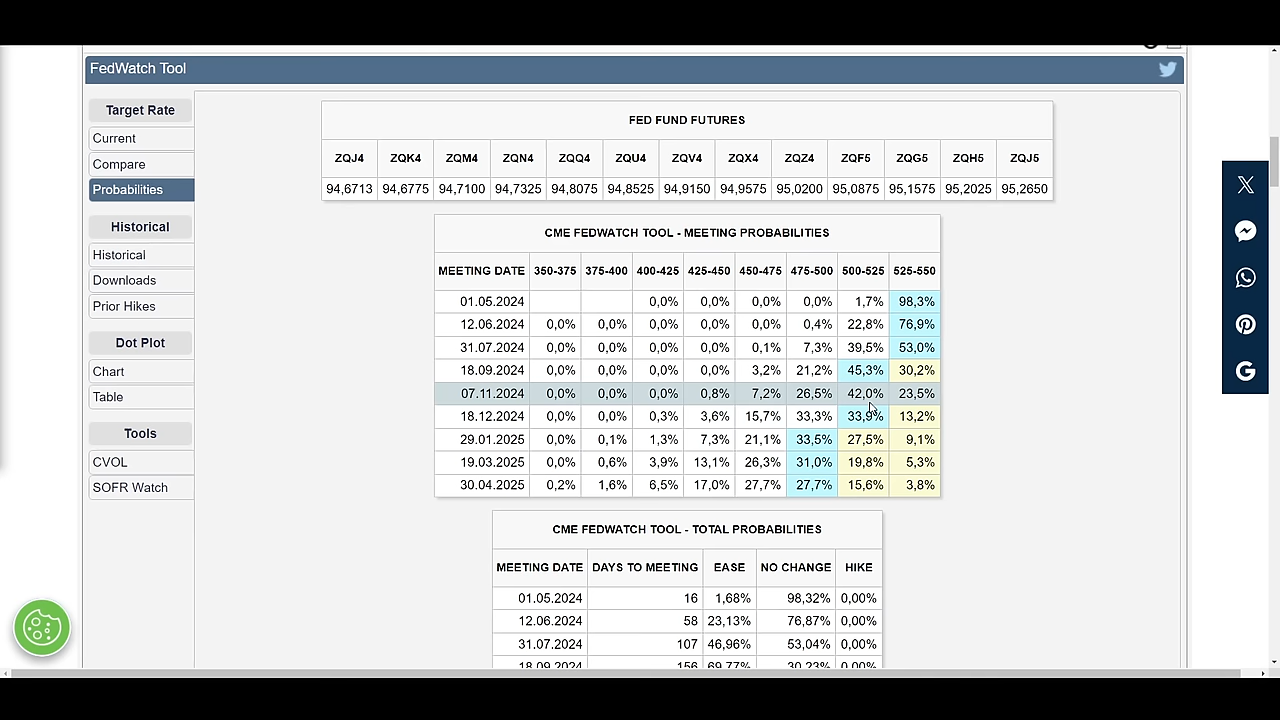 FedWatch Tool
Target Rate
Current
Compare
Probabilities
Historical
Historical
Downloads
Prior Hikes
Dot Plot
Chart
Table
Tools
CVOL
SOFR Watch
FED FUND FUTURES
ZQJ4 ZQK4 ZQM4 ZQN4 ZQQ4 ZQU4 ZQV4 ZQX4 ZQZ4 ZQF5 ZQG5 ZQH5 ZQJ5
94,6713 94,6775 94,7100 94,7325 94,8075 94,8525 94,9150 94,9575 95,0200 95,0875 95,1575 95,2025 95,2650
CME FEDWATCH TOOL - MEETING PROBABILITIES
MEETING DATE 350-375 375-400 400-425 425-450 450-475 475-500 500-525 525-550
01.05.2024 0,0% 0,0% 0,0% 0,0% 1,7% 98,3%
12.06.2024 0,0% 0,0% 0,0% 0,0% 0,0% 0,4% 22,8% 76,9%
31.07.2024 0,0% 0,0% 0,0% 0,0% 0,1% 7,3% 39,5% 53,0%
18.09.2024 0,0% 0,0% 0,0% 0,0% 3,2% 21,2% 45,3% 30,2%
07.11.2024 0,0% 0,0% 0,0% 0,8% 7,2% 26,5% 42,0% 23,5%
18.12.2024 0,0% 0,0% 0,3% 3,6% 15,7% 33,3% 33,9% 13,2%
29.01.2025 0,0% 0,1% 1,3% 7,3% 21,1% 33,5% 27,5% 9,1%
19.03.2025 0,0% 0,6% 3,9% 13,1% 26,3% 31,0% 19,8% 5,3%
30.04.2025 0,2% 1,6% 6,5% 17,0% 27,7% 27,7% 15,6% 3,8%
CME FEDWATCH TOOL - TOTAL PROBABILITIES
MEETING DATE DAYS TO MEETING EASE NO CHANGE HIKE
01.05.2024 16 1,68% 98,32% 0,00%
12.06.2024 58 23,13% 76,87% 0,00%
31.07.2024 107 46,96% 53,04% 0,00%
18.09.2024 156 69,77% 30,23% 0,00%